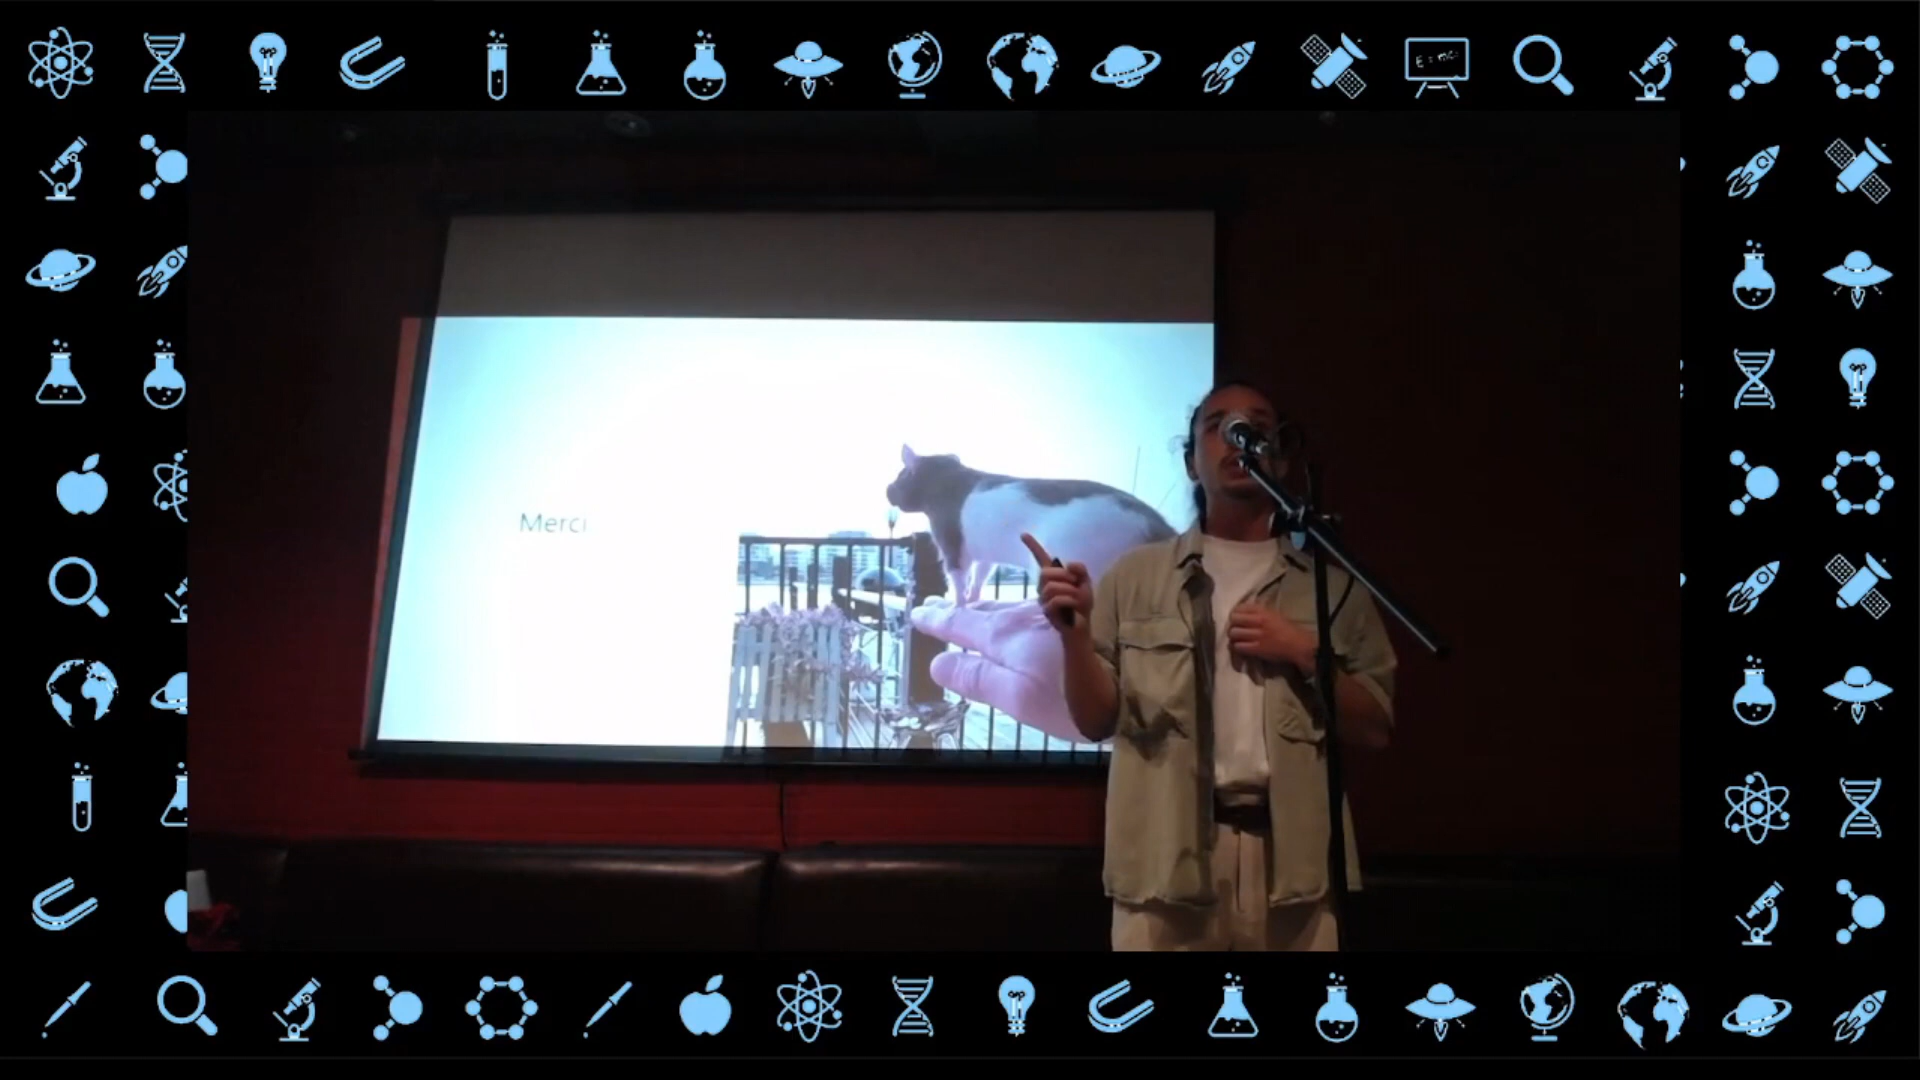 E = mc²
Merci